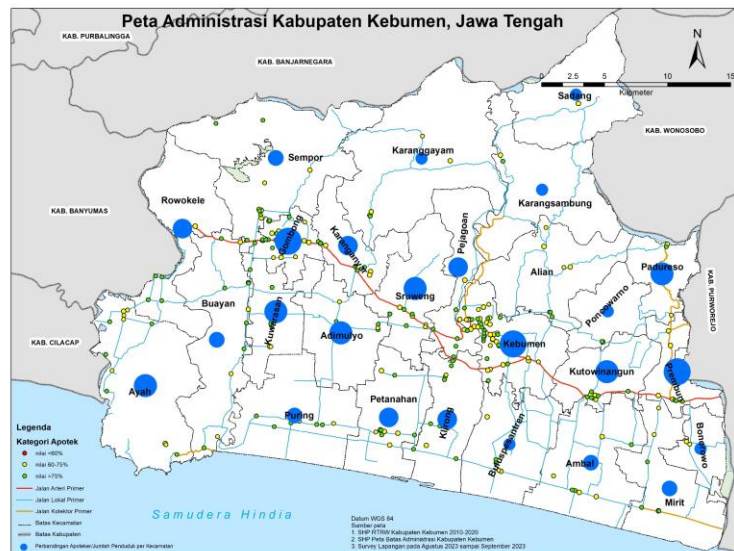 Peta Administrasi Kabupaten Kebumen, Jawa Tengah
KAB. PURBALINGGA
KAB. BANJARNEGARA
N
0 2.5 5 10 15
Kilometer
Sadang
KAB. WONOSOBO
Sempor
Karanggayam
Rowokele
Karangsambung
KAB. BANYUMAS
Gombong
Karanganyar
Pejagoan
Alian
Padureso
Sruweng
Buayan
Kuwarasan
Adimulyo
Poncowarno
KAB. PURWOREJO
KAB. CILACAP
Kebumen
Kutowinangun
Prembun
Ayah
Petanahan
Puring
Klirong
Buluspesantren
Bonorowo
Ambal
Mirit
Legenda
Kategori Apotek
nilai <60%
nilai 60-75%
nilai >75%
Jalan Arteri Primer
Jalan Lokal Primer
Jalan Kolektor Primer
Batas Kecamatan
Batas Kabupaten
Perbandingan Apoteker/Jumlah Penduduk per Kecamatan
Samudera Hindia
Datum WGS 84
Sumber peta
1. SHP RTRW Kabupaten Kebumen 2010-2020
2. SHP Peta Batas Administrasi Kabupaten Kebumen
3. Survey Lapangan pada Agustus 2023 sampai September 2023